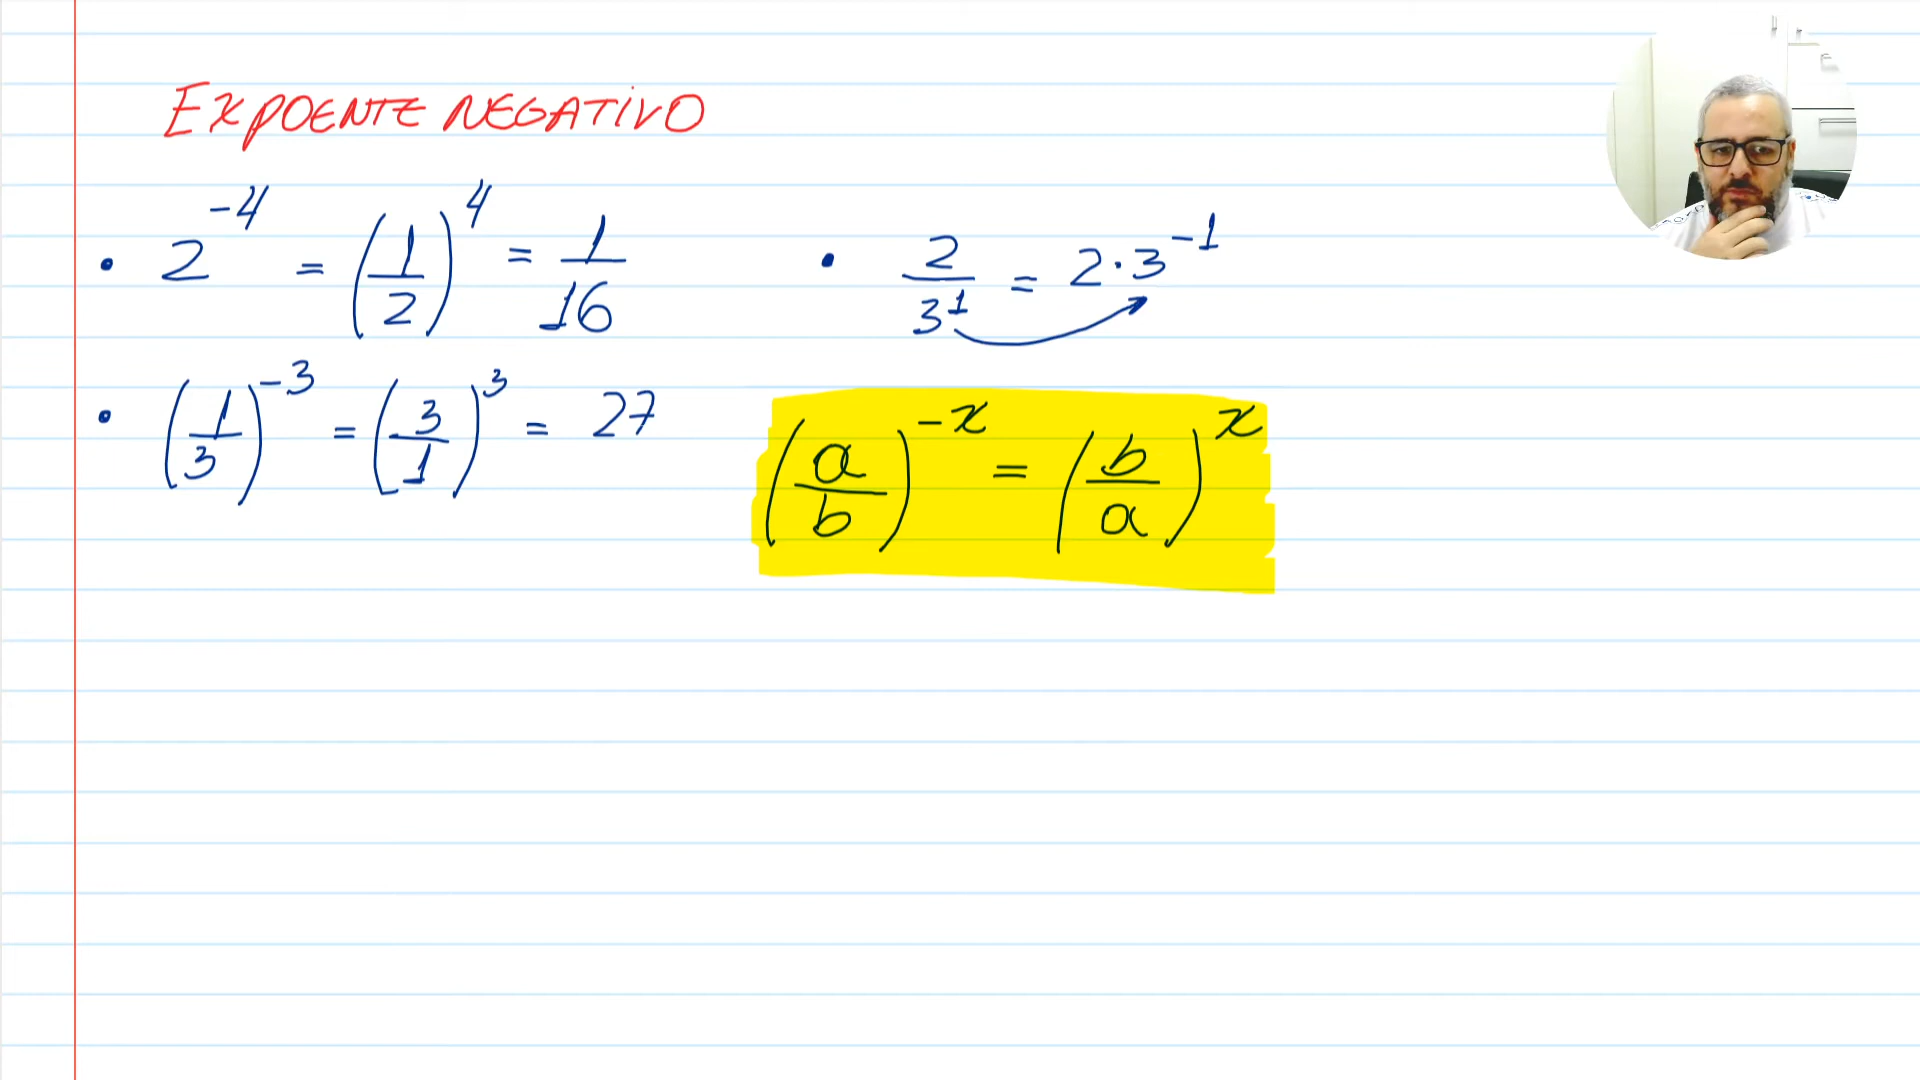 EXPOENTE NEGATIVO
• 2^-4 = (1/2)^4 = 1/16
• 2/3^1 = 2·3^-1
• (1/3)^-3 = (3/1)^3 = 27
(a/b)^-x = (b/a)^x